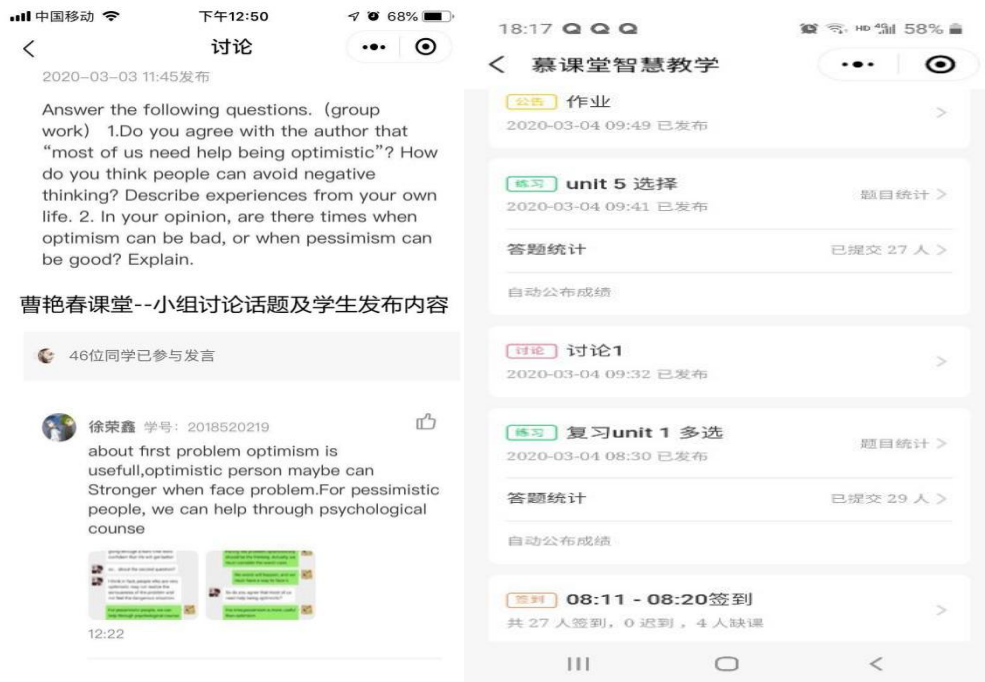 中国移动 下午12:50 68%
讨论
2020-03-03 11:45发布
Answer the following questions.（group
work） 1.Do you agree with the author that
“most of us need help being optimistic”? How
do you think people can avoid negative
thinking? Describe experiences from your own
life. 2. In your opinion, are there times when
optimism can be bad, or when pessimism can
be good? Explain.
曹艳春课堂--小组讨论话题及学生发布内容
46位同学已参与发言
徐荣鑫 学号：2018520219
about first problem optimism is
usefull,optimistic person maybe can
Stronger when face problem.For pessimistic
people, we can help through psychological
counse
12:22
18:17 HD 4G 58%
慕课堂智慧教学
公告 作业
2020-03-04 09:49 已发布
练习 unit 5 选择
2020-03-04 09:41 已发布
题目统计
答题统计 已提交 27 人
自动公布成绩
讨论 讨论1
2020-03-04 09:32 已发布
练习 复习unit 1 多选
2020-03-04 08:30 已发布
题目统计
答题统计 已提交 29 人
自动公布成绩
签到 08:11 - 08:20签到
共 27 人签到，0 迟到，4 人缺课